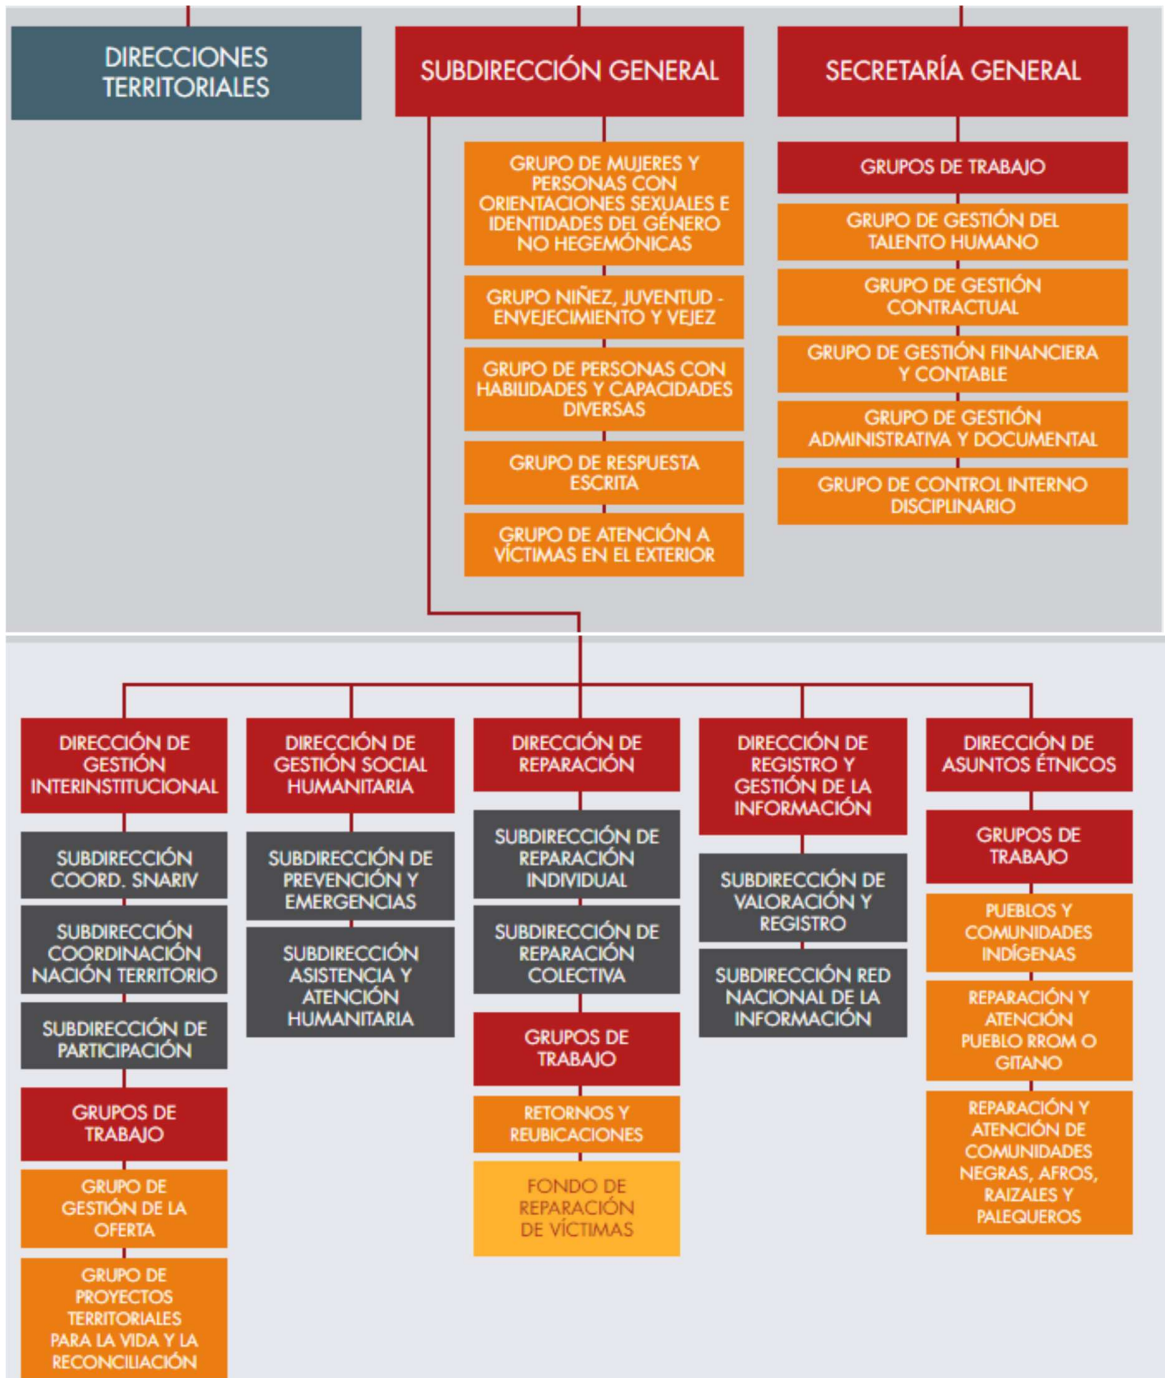 DIRECCIONES
TERRITORIALES
SUBDIRECCIÓN GENERAL
GRUPO DE MUJERES Y
PERSONAS CON
ORIENTACIONES SEXUALES E
IDENTIDADES DEL GÉNERO
NO HEGEMÓNICAS
GRUPO NIÑEZ, JUVENTUD -
ENVEJECIMIENTO Y VEJEZ
GRUPO DE PERSONAS CON
HABILIDADES Y CAPACIDADES
DIVERSAS
GRUPO DE RESPUESTA
ESCRITA
GRUPO DE ATENCIÓN A
VÍCTIMAS EN EL EXTERIOR
SECRETARÍA GENERAL
GRUPOS DE TRABAJO
GRUPO DE GESTIÓN DEL
TALENTO HUMANO
GRUPO DE GESTIÓN
CONTRACTUAL
GRUPO DE GESTIÓN FINANCIERA
Y CONTABLE
GRUPO DE GESTIÓN
ADMINISTRATIVA Y DOCUMENTAL
GRUPO DE CONTROL INTERNO
DISCIPLINARIO
DIRECCIÓN DE
GESTIÓN
INTERINSTITUCIONAL
SUBDIRECCIÓN
COORD. SNARIV
SUBDIRECCIÓN
COORDINACIÓN
NACIÓN TERRITORIO
SUBDIRECCIÓN DE
PARTICIPACIÓN
GRUPOS DE
TRABAJO
GRUPO DE
GESTIÓN DE LA
OFERTA
GRUPO DE
PROYECTOS
TERRITORIALES
PARA LA VIDA Y LA
RECONCILIACIÓN
DIRECCIÓN DE
GESTIÓN SOCIAL
HUMANITARIA
SUBDIRECCIÓN DE
PREVENCIÓN Y
EMERGENCIAS
SUBDIRECCIÓN
ASISTENCIA Y
ATENCIÓN
HUMANITARIA
DIRECCIÓN DE
REPARACIÓN
SUBDIRECCIÓN DE
REPARACIÓN
INDIVIDUAL
SUBDIRECCIÓN DE
REPARACIÓN
COLECTIVA
GRUPOS DE
TRABAJO
RETORNOS Y
REUBICACIONES
FONDO DE
REPARACIÓN
DE VÍCTIMAS
DIRECCIÓN DE
REGISTRO Y
GESTIÓN DE LA
INFORMACIÓN
SUBDIRECCIÓN DE
VALORACIÓN Y
REGISTRO
SUBDIRECCIÓN RED
NACIONAL DE LA
INFORMACIÓN
DIRECCIÓN DE
ASUNTOS ÉTNICOS
GRUPOS DE
TRABAJO
PUEBLOS Y
COMUNIDADES
INDÍGENAS
REPARACIÓN Y
ATENCIÓN
PUEBLO RROM O
GITANO
REPARACIÓN Y
ATENCIÓN DE
COMUNIDADES
NEGRAS, AFROS,
RAIZALES Y
PALEQUEROS